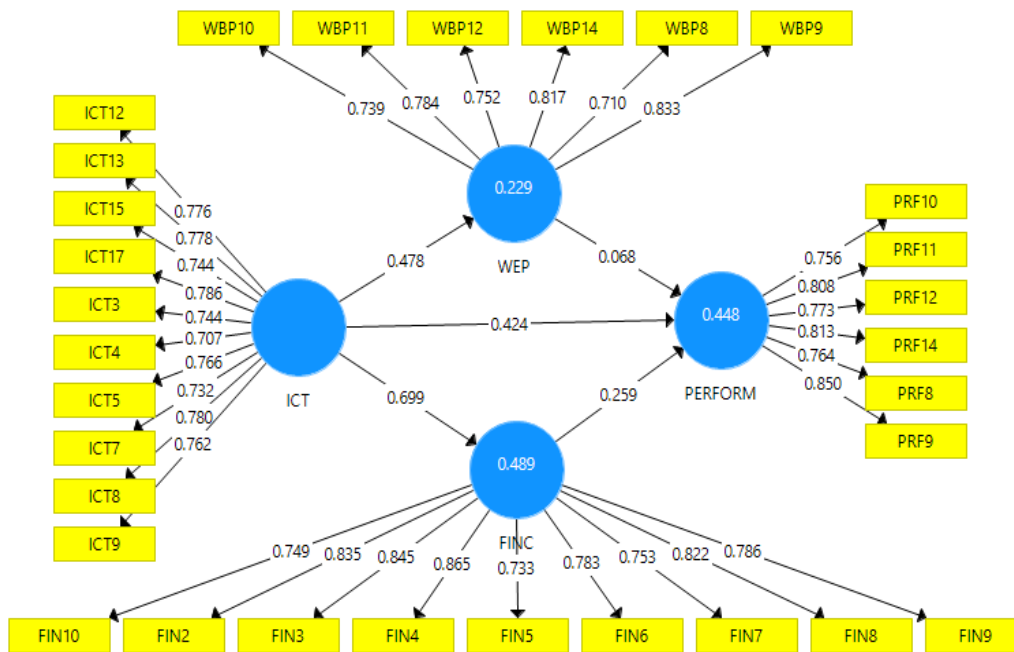 WBP10 WBP11 WBP12 WBP14 WBP8 WBP9
0.739 0.784 0.752 0.817 0.710 0.833
ICT12
ICT13
ICT15
ICT17
ICT3
ICT4
ICT5
ICT7
ICT8
ICT9
0.776
0.778
0.744
0.786
0.744
0.707
0.766
0.732
0.780
0.762
ICT
0.229
WEP
0.478
0.068
0.424
0.699
0.259
0.448
PERFORM
0.756
0.808
0.773
0.813
0.764
0.850
PRF10
PRF11
PRF12
PRF14
PRF8
PRF9
0.489
FINC
0.749 0.835 0.845 0.865 0.733 0.783 0.753 0.822 0.786
FIN10 FIN2 FIN3 FIN4 FIN5 FIN6 FIN7 FIN8 FIN9